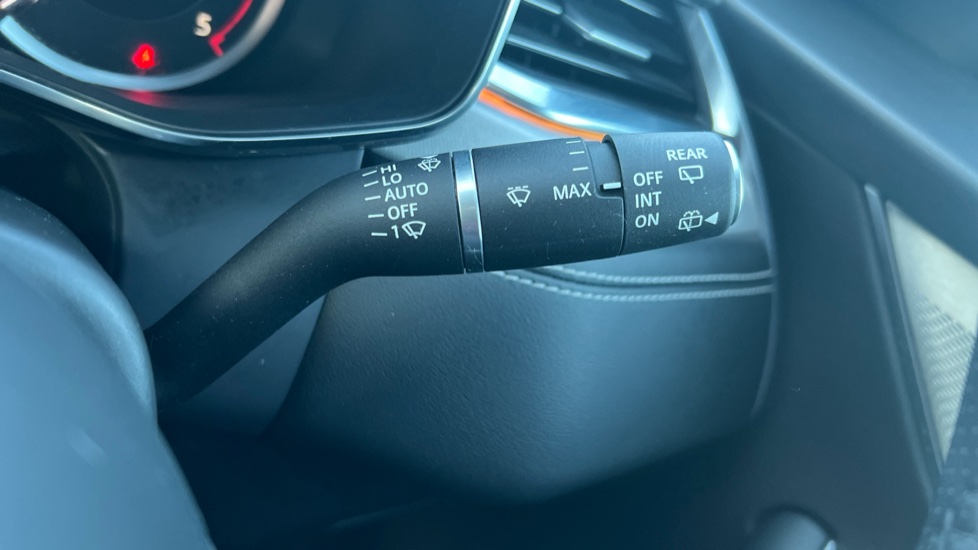 S
HI
LO
AUTO
OFF
1
MAX
REAR
OFF
INT
ON